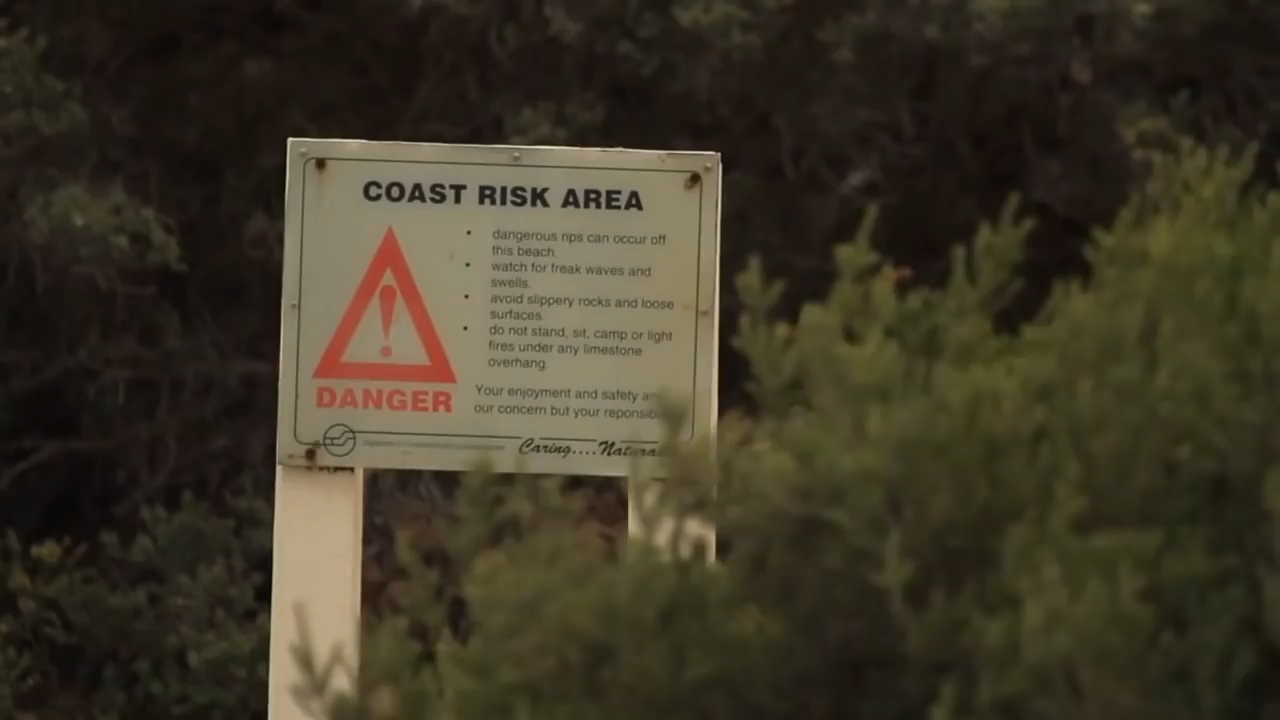 COAST RISK AREA
• dangerous rips can occur off
this beach.
• watch for freak waves and
swells.
• avoid slippery rocks and loose
surfaces.
• do not stand, sit, camp or light
fires under any limestone
overhang.
!
DANGER
Your enjoyment and safety
our concern but your
Caring....